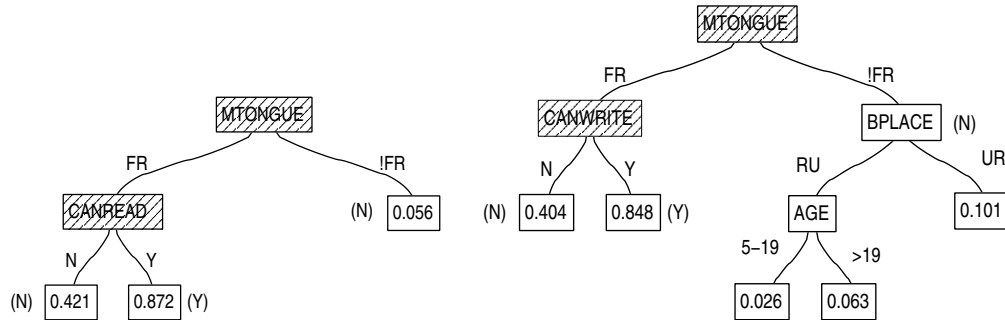 MTONGUE
FR
!FR
CANREAD
(N) 0.056
N
Y
(N) 0.421
0.872 (Y)
MTONGUE
FR
!FR
CANWRITE
BPLACE (N)
N
Y
RU
UR
(N) 0.404
0.848 (Y)
AGE
0.101
5–19
>19
0.026
0.063